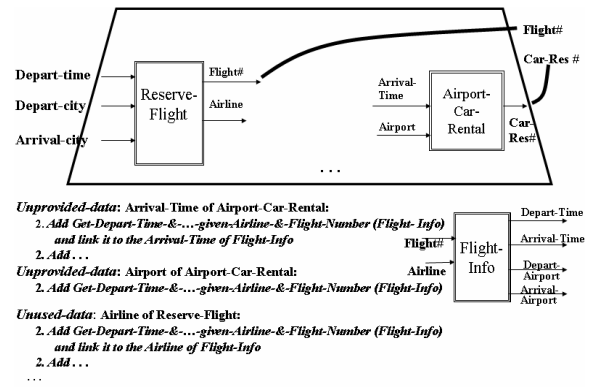 Flight#
Car-Res #
Depart-time
Flight#
Depart-city
Reserve-
Flight
Airline
Arrival-city
Arrival-
Time
Airport
Airport-
Car-
Rental
Car-
Res#
. . .
Unprovided-data: Arrival-Time of Airport-Car-Rental:
2. Add Get-Depart-Time-&-...-given-Airline-&-Flight-Number (Flight- Info)
and link it to the Arrival-Time of Flight-Info
2. Add . . .
Unprovided-data: Airport of Airport-Car-Rental:
2. Add Get-Depart-Time-&-...-given-Airline-&-Flight-Number (Flight-Info)
Unused-data: Airline of Reserve-Flight:
2. Add Get-Depart-Time-&-...-given-Airline-&-Flight-Number (Flight-Info)
and link it to the Airline of Flight-Info
2. Add . . .
. . .
Flight#
Airline
Flight-
Info
Depart-Time
Arrival-Time
Depart-
Airport
Arrival-
Airport